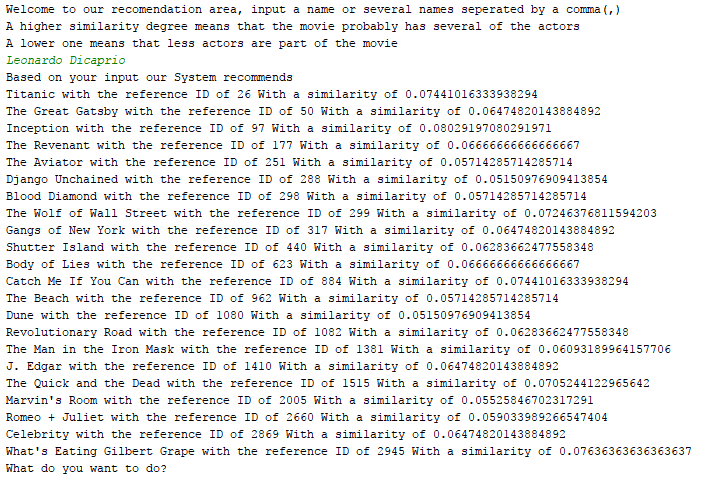 Welcome to our recomendation area, input a name or several names seperated by a comma(,)
A higher similarity degree means that the movie probably has several of the actors
A lower one means that less actors are part of the movie
Leonardo Dicaprio
Based on your input our System recommends
Titanic with the reference ID of 26 With a similarity of 0.07441016333938294
The Great Gatsby with the reference ID of 50 With a similarity of 0.06474820143884892
Inception with the reference ID of 97 With a similarity of 0.08029197080291971
The Revenant with the reference ID of 177 With a similarity of 0.06666666666666667
The Aviator with the reference ID of 251 With a similarity of 0.05714285714285714
Django Unchained with the reference ID of 288 With a similarity of 0.05150976909413854
Blood Diamond with the reference ID of 298 With a similarity of 0.05714285714285714
The Wolf of Wall Street with the reference ID of 299 With a similarity of 0.07246376811594203
Gangs of New York with the reference ID of 317 With a similarity of 0.06474820143884892
Shutter Island with the reference ID of 440 With a similarity of 0.06283662477558348
Body of Lies with the reference ID of 623 With a similarity of 0.06666666666666667
Catch Me If You Can with the reference ID of 884 With a similarity of 0.07441016333938294
The Beach with the reference ID of 962 With a similarity of 0.05714285714285714
Dune with the reference ID of 1080 With a similarity of 0.05150976909413854
Revolutionary Road with the reference ID of 1082 With a similarity of 0.06283662477558348
The Man in the Iron Mask with the reference ID of 1381 With a similarity of 0.06093189964157706
J. Edgar with the reference ID of 1410 With a similarity of 0.06474820143884892
The Quick and the Dead with the reference ID of 1515 With a similarity of 0.0705244122965642
Marvin's Room with the reference ID of 2005 With a similarity of 0.05525846702317291
Romeo + Juliet with the reference ID of 2660 With a similarity of 0.059033989266547404
Celebrity with the reference ID of 2869 With a similarity of 0.06474820143884892
What's Eating Gilbert Grape with the reference ID of 2945 With a similarity of 0.07636363636363637
What do you want to do?